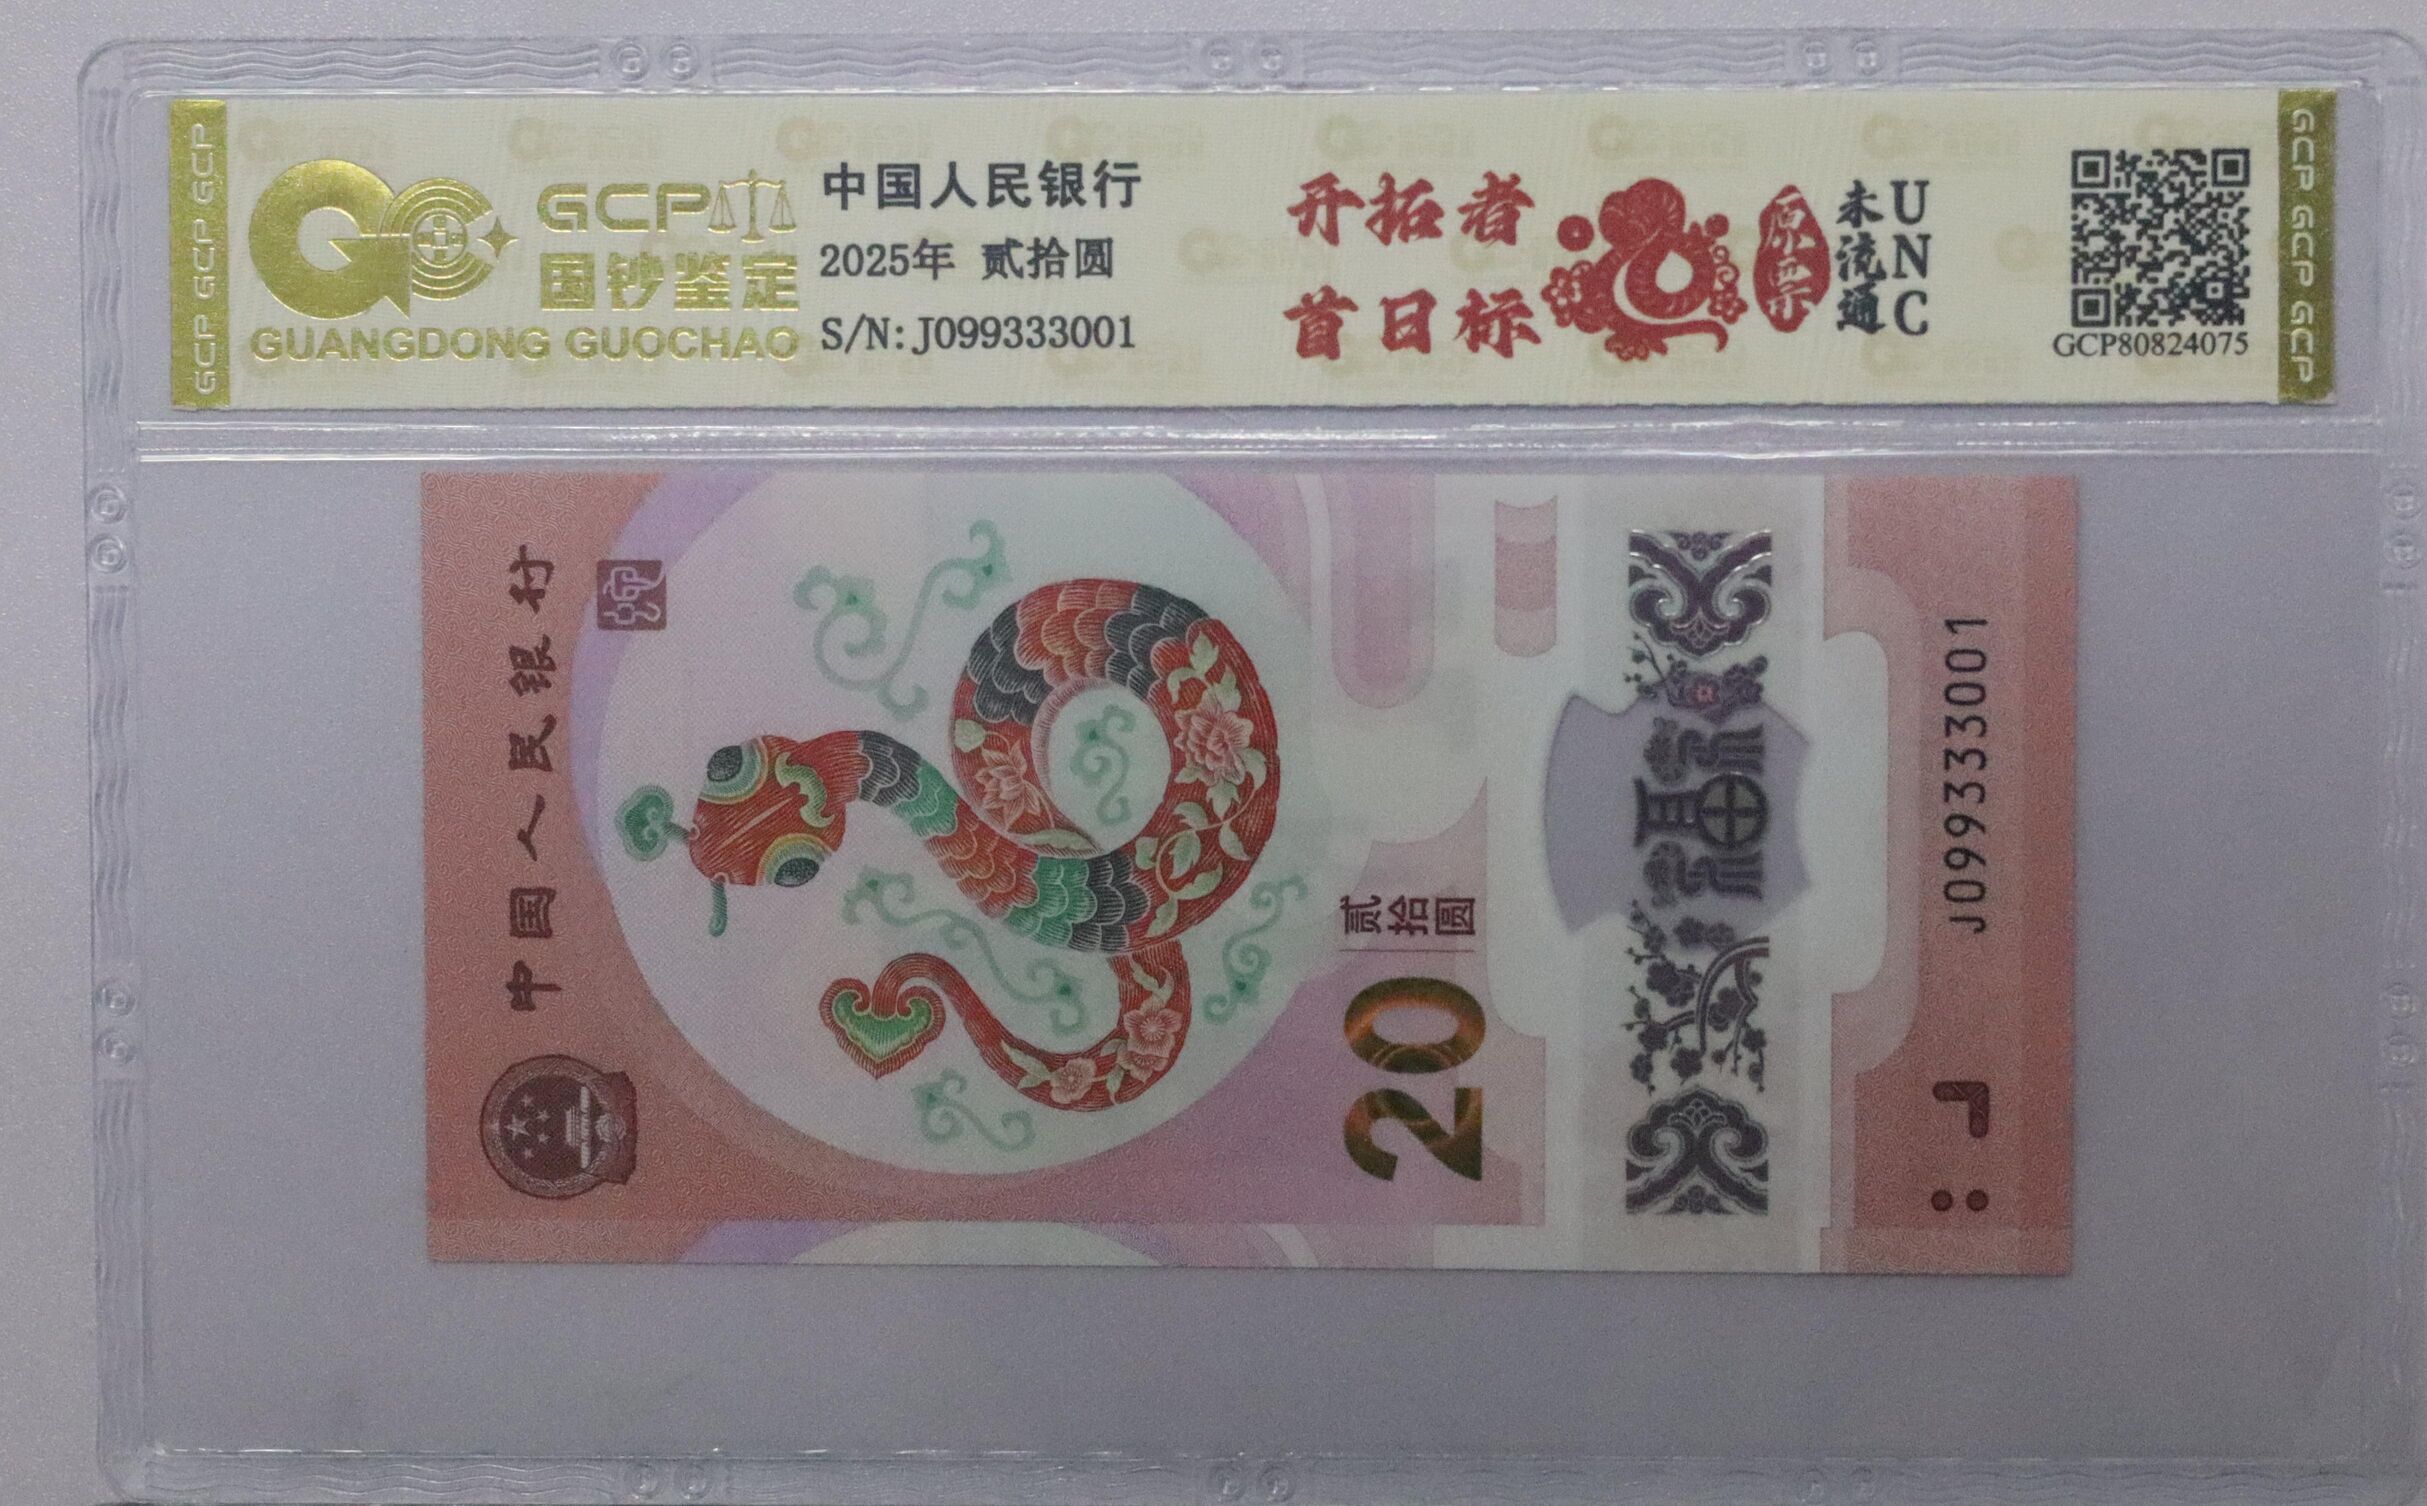 GCP GCP GCP
GCP
国钞鉴定
GUANGDONG GUOCHAO
中国人民银行
2025年 贰拾圆
S/N: J099333001
开拓者
首日标
原票
未流通
UNC
GCP80824075
GCP GCP GCP
中国人民银行
贰拾圆
20
福
J099333001